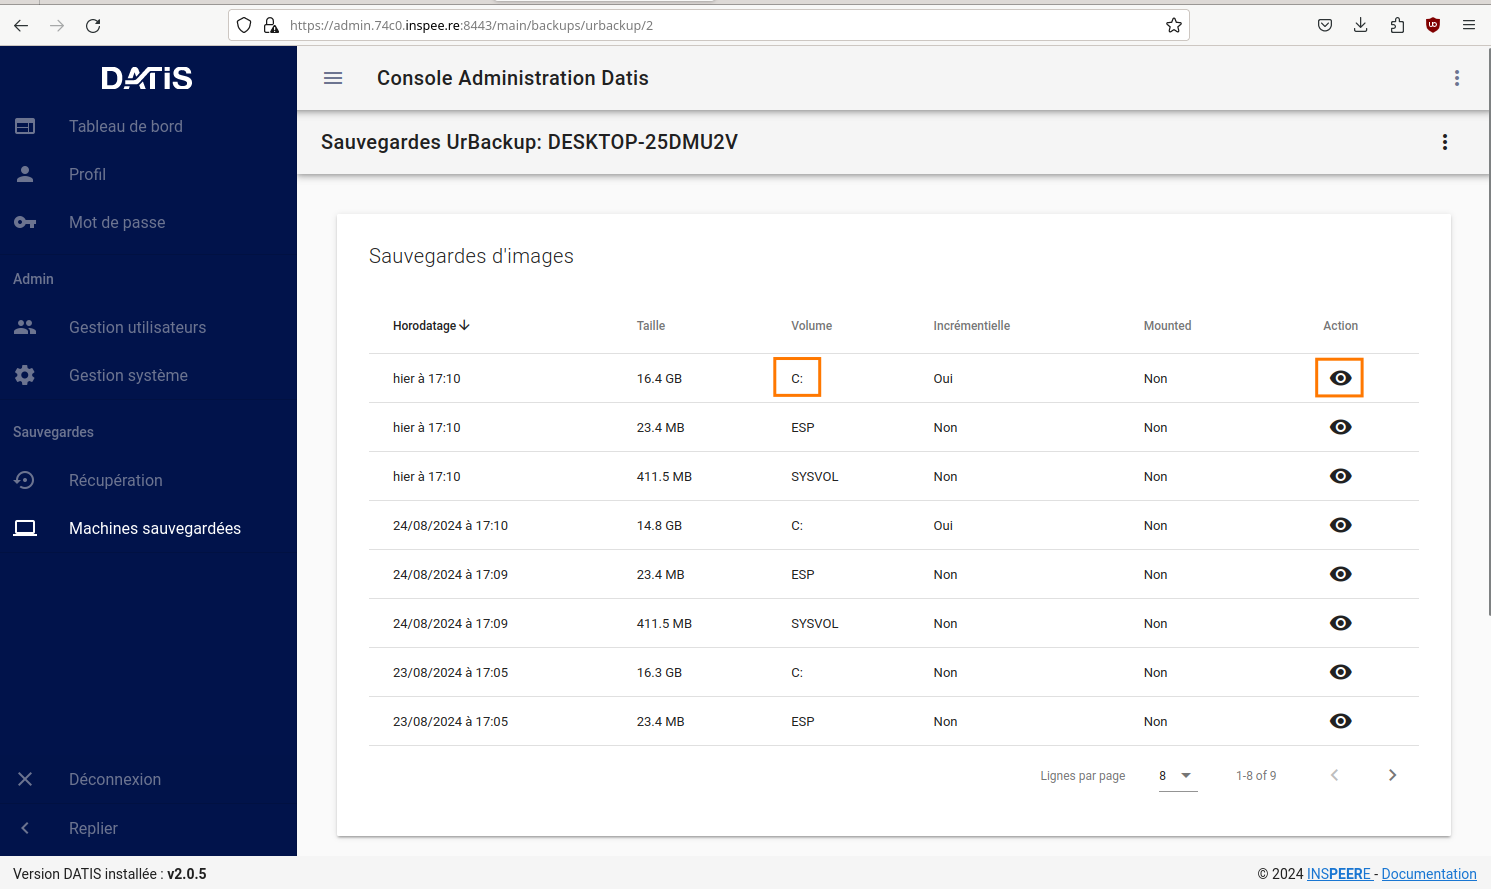 https://admin.74c0.inspee.re:8443/main/backups/urbackup/2
DATiS
Console Administration Datis
Tableau de bord
Profil
Mot de passe
Admin
Gestion utilisateurs
Gestion système
Sauvegardes
Récupération
Machines sauvegardées
Déconnexion
Replier
Sauvegardes UrBackup: DESKTOP-25DMU2V
Sauvegardes d'images
Horodatage Taille Volume Incrémentielle Mounted Action
hier à 17:10 16.4 GB C: Oui Non
hier à 17:10 23.4 MB ESP Non Non
hier à 17:10 411.5 MB SYSVOL Non Non
24/08/2024 à 17:10 14.8 GB C: Oui Non
24/08/2024 à 17:09 23.4 MB ESP Non Non
24/08/2024 à 17:09 411.5 MB SYSVOL Non Non
23/08/2024 à 17:05 16.3 GB C: Non Non
23/08/2024 à 17:05 23.4 MB ESP Non Non
Lignes par page 8 1-8 of 9
Version DATIS installée : v2.0.5
© 2024 INSPEERE - Documentation